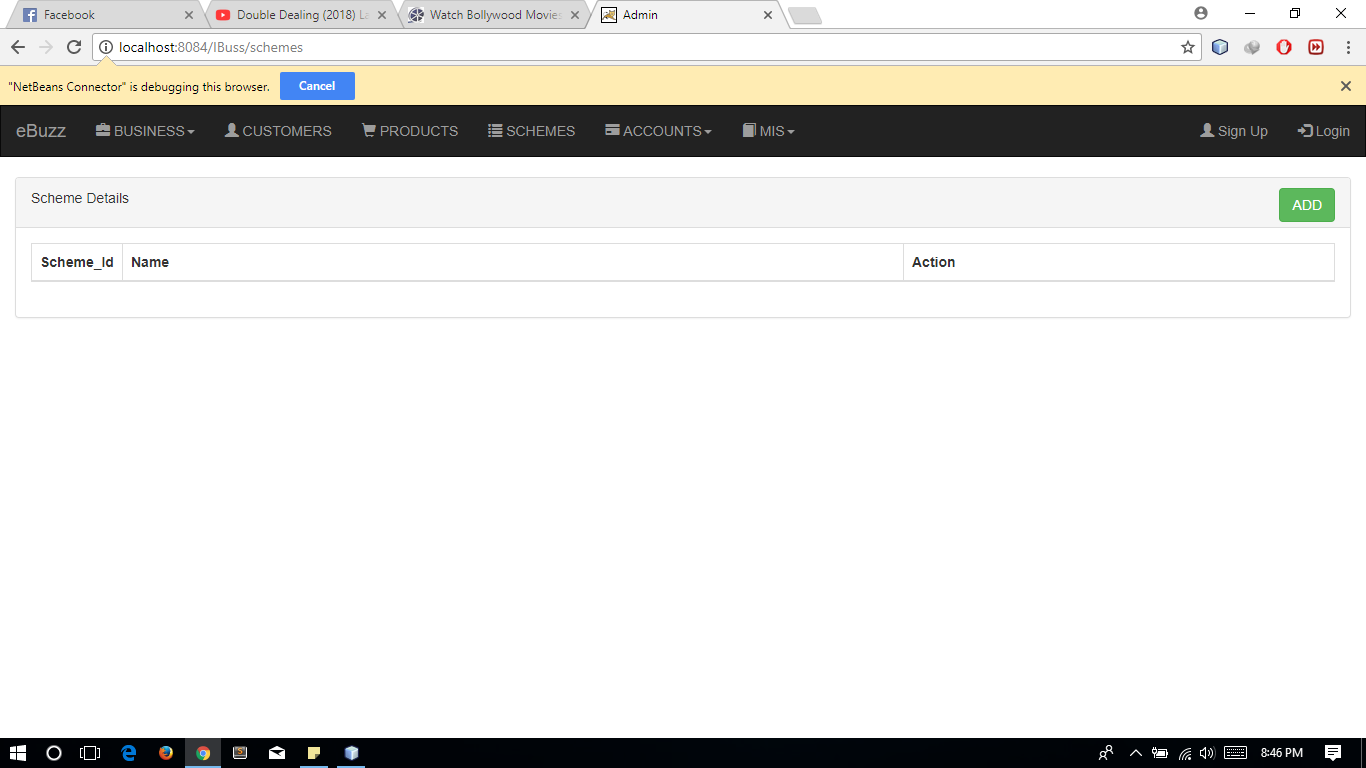 Facebook
Double Dealing (2018) La
Watch Bollywood Movies
Admin
localhost:8084/IBuss/schemes
"NetBeans Connector" is debugging this browser.
Cancel
eBuzz
BUSINESS
CUSTOMERS
PRODUCTS
SCHEMES
ACCOUNTS
MIS
Sign Up
Login
Scheme Details
ADD
Scheme_Id
Name
Action
8:46 PM